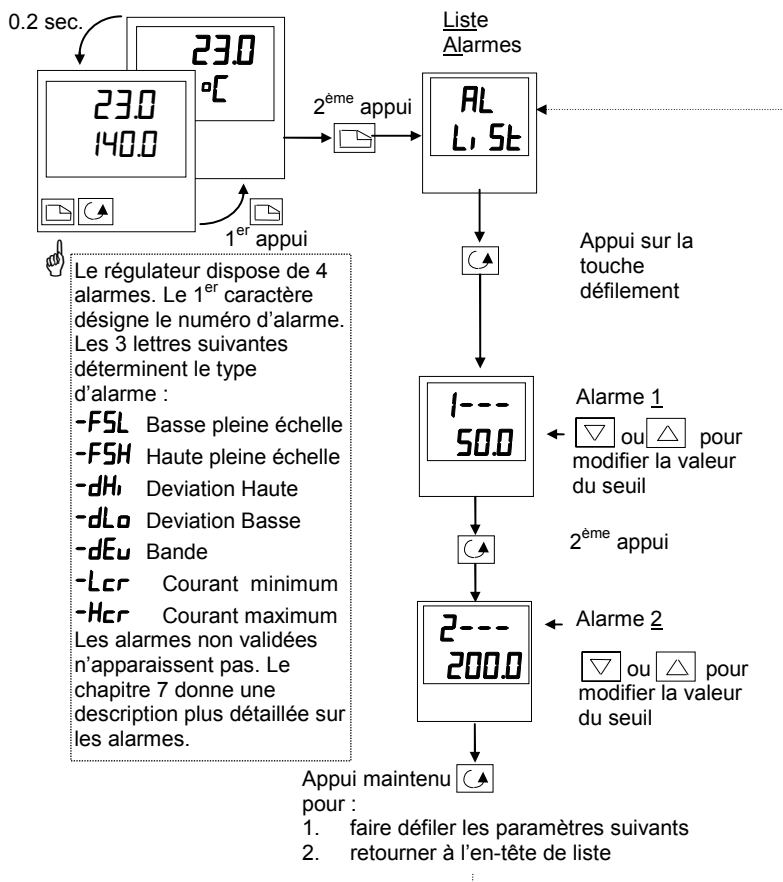 0.2 sec.
23.0
°C
23.0
140.0
1er appui
2ème appui
Liste
Alarmes
AL
LiSt
Appui sur la
touche
défilement
Le régulateur dispose de 4
alarmes. Le 1er caractère
désigne le numéro d’alarme.
Les 3 lettres suivantes
déterminent le type
d’alarme :
-FSL Basse pleine échelle
-FSH Haute pleine échelle
-dHi Deviation Haute
-dLo Deviation Basse
-dEv Bande
-Lcr Courant minimum
-Hcr Courant maximum
Les alarmes non validées
n’apparaissent pas. Le
chapitre 7 donne une
description plus détaillée sur
les alarmes.
1---
50.0
Alarme 1
ou pour
modifier la valeur
du seuil
2ème appui
2---
200.0
Alarme 2
ou pour
modifier la valeur
du seuil
Appui maintenu
pour :
1. faire défiler les paramètres suivants
2. retourner à l’en-tête de liste